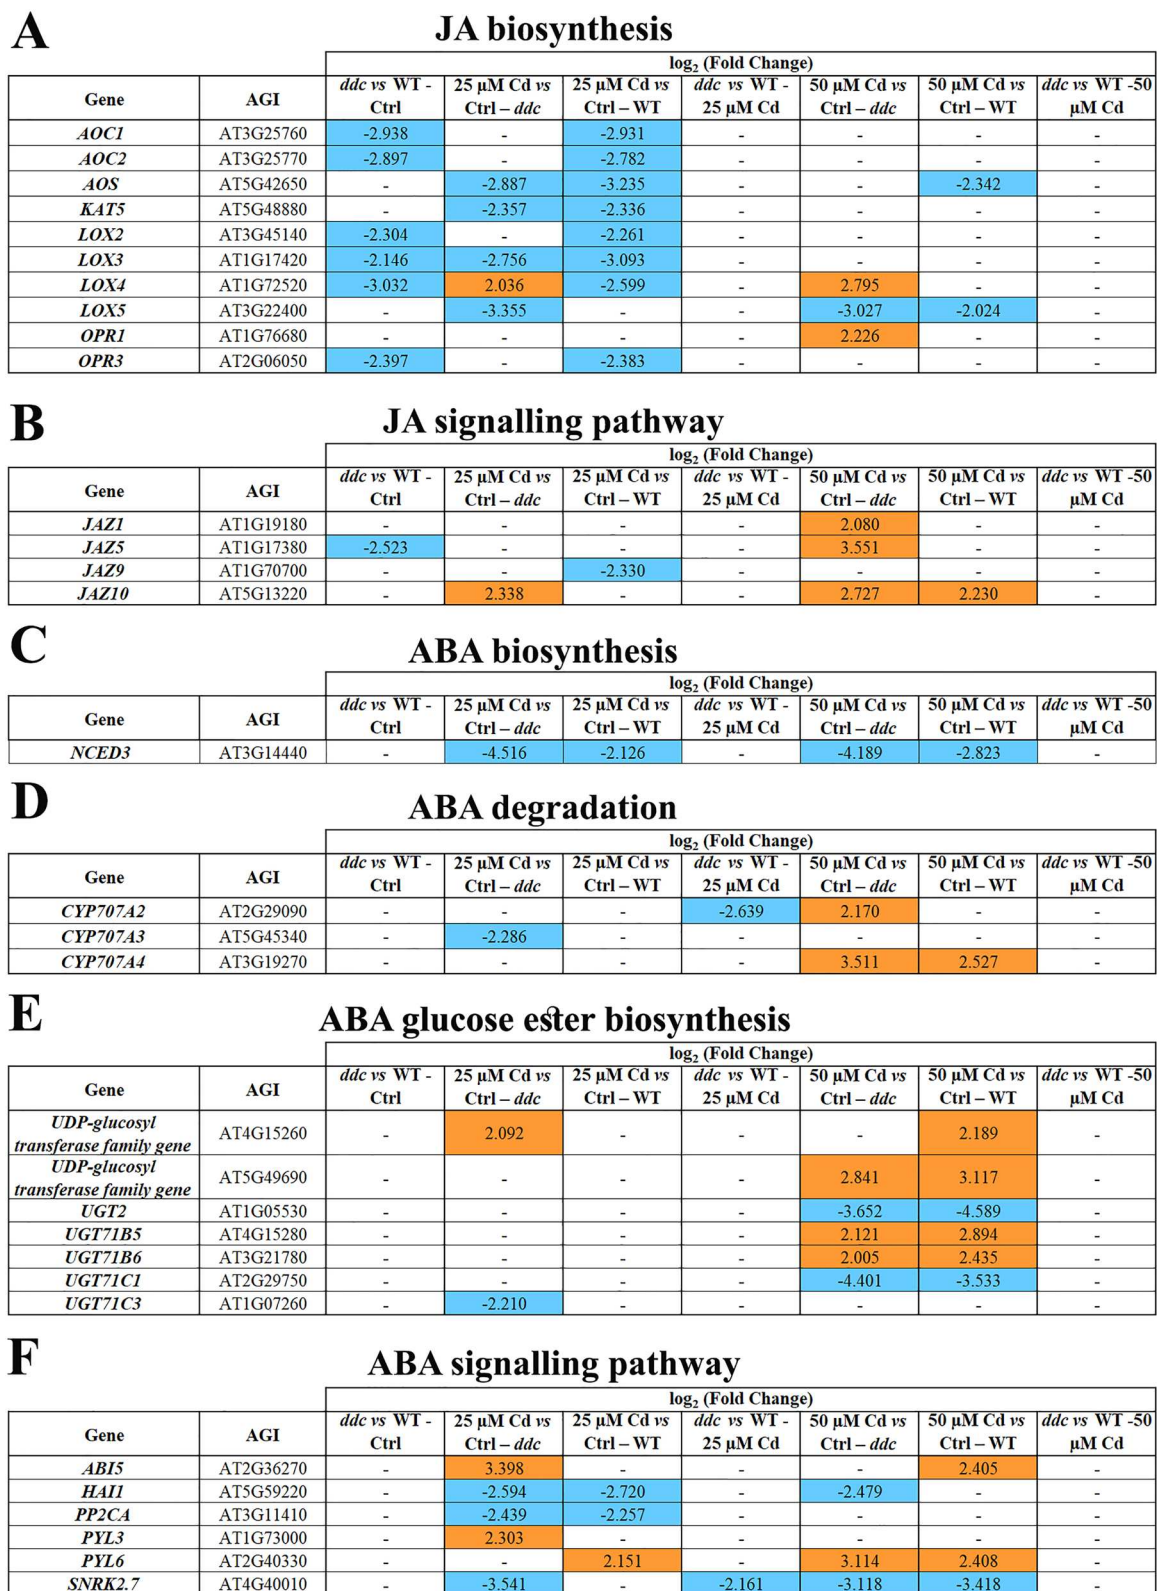 A JA biosynthesis
log₂ (Fold Change)
Gene AGI ddc vs WT - Ctrl 25 µM Cd vs Ctrl – ddc 25 µM Cd vs Ctrl – WT ddc vs WT - 25 µM Cd 50 µM Cd vs Ctrl – ddc 50 µM Cd vs Ctrl – WT ddc vs WT -50 µM Cd
AOC1 AT3G25760 -2.938 - -2.931 - - - -
AOC2 AT3G25770 -2.897 - -2.782 - - - -
AOS AT5G42650 - -2.887 -3.235 - - -2.342 -
KAT5 AT5G48880 - -2.357 -2.336 - - - -
LOX2 AT3G45140 -2.304 - -2.261 - - - -
LOX3 AT1G17420 -2.146 -2.756 -3.093 - - - -
LOX4 AT1G72520 -3.032 2.036 -2.599 - 2.795 - -
LOX5 AT3G22400 - -3.355 - - -3.027 -2.024 -
OPR1 AT1G76680 - - - - 2.226 - -
OPR3 AT2G06050 -2.397 - -2.383 - - - -
B JA signalling pathway
log₂ (Fold Change)
Gene AGI ddc vs WT - Ctrl 25 µM Cd vs Ctrl – ddc 25 µM Cd vs Ctrl – WT ddc vs WT - 25 µM Cd 50 µM Cd vs Ctrl – ddc 50 µM Cd vs Ctrl – WT ddc vs WT -50 µM Cd
JAZ1 AT1G19180 - - - - 2.080 - -
JAZ5 AT1G17380 -2.523 - - - 3.551 - -
JAZ9 AT1G70700 - - -2.330 - - - -
JAZ10 AT5G13220 - 2.338 - - 2.727 2.230 -
C ABA biosynthesis
log₂ (Fold Change)
Gene AGI ddc vs WT - Ctrl 25 µM Cd vs Ctrl – ddc 25 µM Cd vs Ctrl – WT ddc vs WT - 25 µM Cd 50 µM Cd vs Ctrl – ddc 50 µM Cd vs Ctrl – WT ddc vs WT -50 µM Cd
NCED3 AT3G14440 - -4.516 -2.126 - -4.189 -2.823 -
D ABA degradation
log₂ (Fold Change)
Gene AGI ddc vs WT - Ctrl 25 µM Cd vs Ctrl – ddc 25 µM Cd vs Ctrl – WT ddc vs WT - 25 µM Cd 50 µM Cd vs Ctrl – ddc 50 µM Cd vs Ctrl – WT ddc vs WT -50 µM Cd
CYP707A2 AT2G29090 - - - -2.639 2.170 - -
CYP707A3 AT5G45340 - -2.286 - - - - -
CYP707A4 AT3G19270 - - - - 3.511 2.527 -
E ABA glucose ester biosynthesis
log₂ (Fold Change)
Gene AGI ddc vs WT - Ctrl 25 µM Cd vs Ctrl – ddc 25 µM Cd vs Ctrl – WT ddc vs WT - 25 µM Cd 50 µM Cd vs Ctrl – ddc 50 µM Cd vs Ctrl – WT ddc vs WT -50 µM Cd
UDP-glucosyl transferase family gene AT4G15260 - 2.092 - - - 2.189 -
UDP-glucosyl transferase family gene AT5G49690 - - - - 2.841 3.117 -
UGT2 AT1G05530 - - - - -3.652 -4.589 -
UGT71B5 AT4G15280 - - - - 2.121 2.894 -
UGT71B6 AT3G21780 - - - - 2.005 2.435 -
UGT71C1 AT2G29750 - - - - -4.401 -3.533 -
UGT71C3 AT1G07260 - -2.210 - - - - -
F ABA signalling pathway
log₂ (Fold Change)
Gene AGI ddc vs WT - Ctrl 25 µM Cd vs Ctrl – ddc 25 µM Cd vs Ctrl – WT ddc vs WT - 25 µM Cd 50 µM Cd vs Ctrl – ddc 50 µM Cd vs Ctrl – WT ddc vs WT -50 µM Cd
ABI5 AT2G36270 - 3.398 - - - 2.405 -
HAI1 AT5G59220 - -2.594 -2.720 - -2.479 - -
PP2CA AT3G11410 - -2.439 -2.257 - - - -
PYL3 AT1G73000 - 2.303 - - - - -
PYL6 AT2G40330 - - 2.151 - 3.114 2.408 -
SNRK2.7 AT4G40010 - -3.541 - -2.161 -3.118 -3.418 -